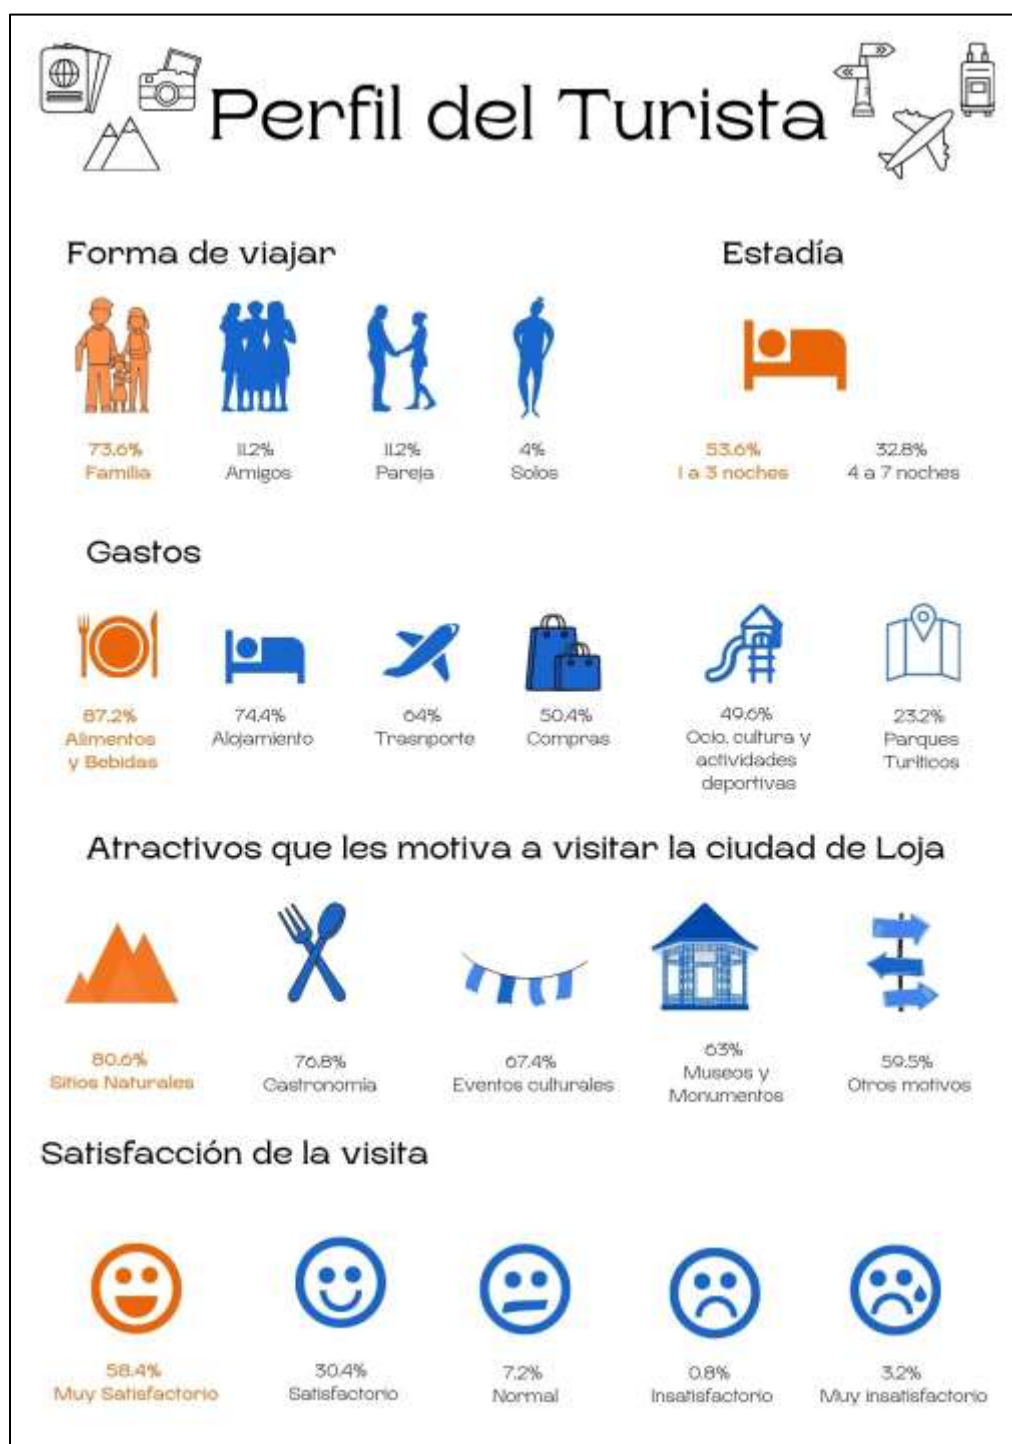 Perfil del Turista
Forma de viajar
Estadía
73.6%
Familia
11.2%
Amigos
11.2%
Pareja
4%
Solos
53.6%
1 a 3 noches
32.8%
4 a 7 noches
Gastos
87.2%
Alimentos
y Bebidas
74.4%
Alojamiento
64%
Trasnporte
50.4%
Compras
49.6%
Ocio, cultura y
actividades
deportivas
23.2%
Parques
Turíticos
Atractivos que les motiva a visitar la ciudad de Loja
80.6%
Sitios Naturales
76.8%
Gastronomía
67.4%
Eventos culturales
63%
Museos y
Monumentos
59.5%
Otros motivos
Satisfacción de la visita
58.4%
Muy Satisfactorio
30.4%
Satisfactorio
7.2%
Normal
0.8%
Insatisfactorio
3.2%
Muy insatisfactorio